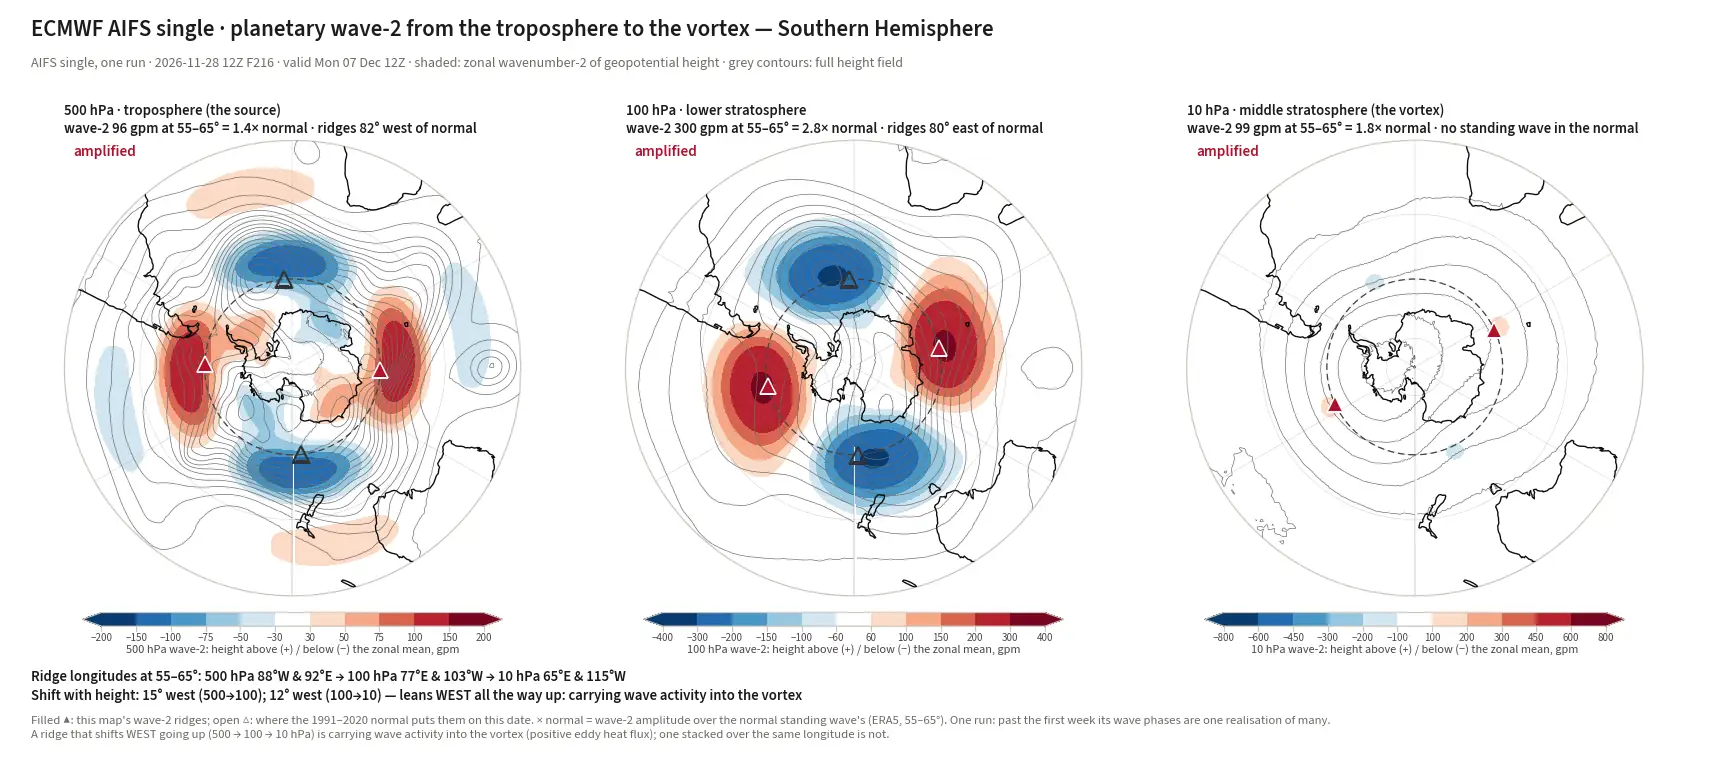 ECMWF AIFS single · planetary wave-2 from the troposphere to the vortex — Southern Hemisphere
AIFS single, one run · 2026-11-28 12Z F216 · valid Mon 07 Dec 12Z · shaded: zonal wavenumber-2 of geopotential height · grey contours: full height field
500 hPa · troposphere (the source)
wave-2 96 gpm at 55–65° = 1.4× normal · ridges 82° west of normal
amplified
100 hPa · lower stratosphere
wave-2 300 gpm at 55–65° = 2.8× normal · ridges 80° east of normal
amplified
10 hPa · middle stratosphere (the vortex)
wave-2 99 gpm at 55–65° = 1.8× normal · no standing wave in the normal
amplified
−200 −150 −100 −75 −50 −30 30 50 75 100 150 200
500 hPa wave-2: height above (+) / below (−) the zonal mean, gpm
−400 −300 −200 −150 −100 −60 60 100 150 200 300 400
100 hPa wave-2: height above (+) / below (−) the zonal mean, gpm
−800 −600 −450 −300 −200 −100 100 200 300 450 600 800
10 hPa wave-2: height above (+) / below (−) the zonal mean, gpm
Ridge longitudes at 55–65°: 500 hPa 88°W & 92°E → 100 hPa 77°E & 103°W → 10 hPa 65°E & 115°W
Shift with height: 15° west (500→100); 12° west (100→10) — leans WEST all the way up: carrying wave activity into the vortex
Filled ▲: this map's wave-2 ridges; open △: where the 1991–2020 normal puts them on this date. × normal = wave-2 amplitude over the normal standing wave's (ERA5, 55–65°). One run: past the first week its wave phases are one realisation of many.
A ridge that shifts WEST going up (500 → 100 → 10 hPa) is carrying wave activity into the vortex (positive eddy heat flux); one stacked over the same longitude is not.